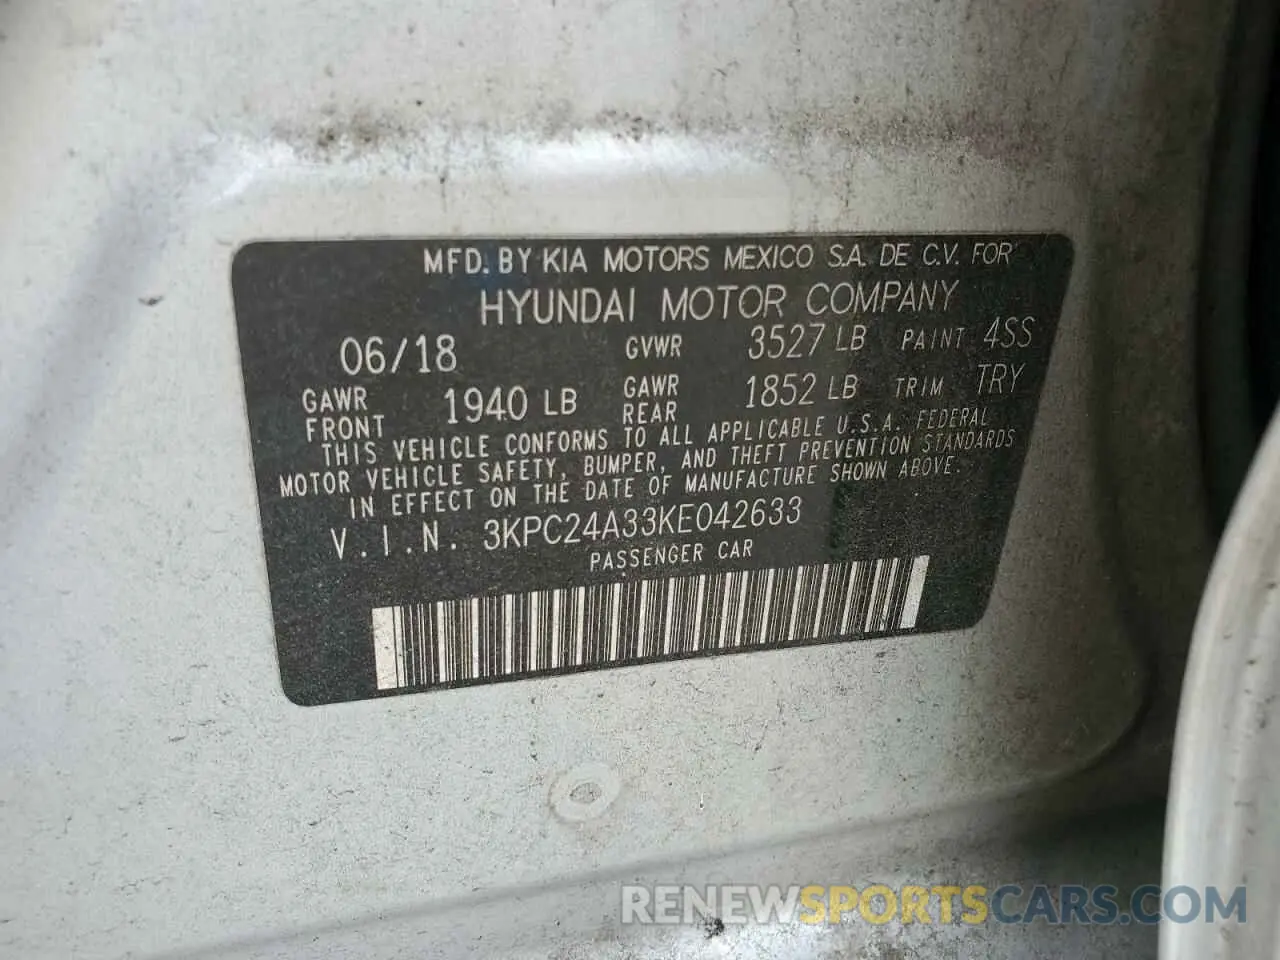 MFD. BY KIA MOTORS MEXICO S.A. DE C.V. FOR
HYUNDAI MOTOR COMPANY
06/18 GVWR 3527 LB PAINT 4SS
GAWR FRONT 1940 LB GAWR REAR 1852 LB TRIM TRY
THIS VEHICLE CONFORMS TO ALL APPLICABLE U.S.A. FEDERAL
MOTOR VEHICLE SAFETY, BUMPER, AND THEFT PREVENTION STANDARDS
IN EFFECT ON THE DATE OF MANUFACTURE SHOWN ABOVE.
V.I.N. 3KPC24A33KE042633
PASSENGER CAR
RENEWSPORTSCARS.COM